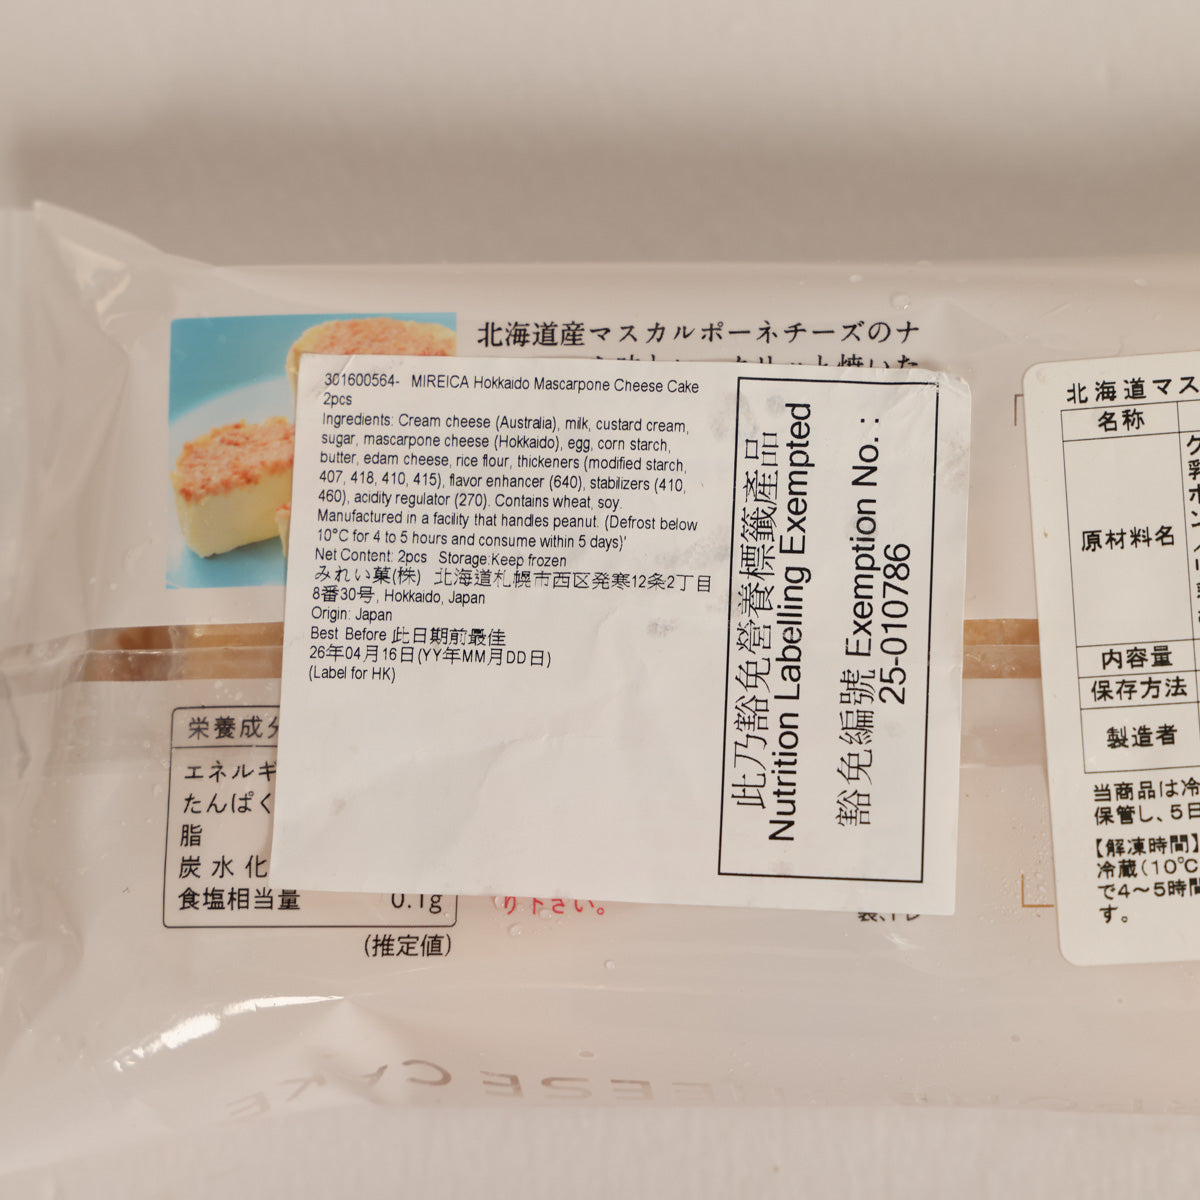 北海道産マスカルポーネチーズのナ
301600564- MIREICA Hokkaido Mascarpone Cheese Cake
2pcs
Ingredients: Cream cheese (Australia), milk, custard cream,
sugar, mascarpone cheese (Hokkaido), egg, corn starch,
butter, edam cheese, rice flour, thickeners (modified starch,
407, 418, 410, 415), flavor enhancer (640), stabilizers (410,
460), acidity regulator (270). Contains wheat, soy.
Manufactured in a facility that handles peanut. (Defrost below
10°C for 4 to 5 hours and consume within 5 days)'
Net Content: 2pcs Storage:Keep frozen
みれい菓(株) 北海道札幌市西区発寒12条2丁目
8番30号, Hokkaido, Japan
Origin: Japan
Best Before 此日期前最佳
26年04月16日(YY年MM月DD日)
(Label for HK)
此乃豁免營養標籤產品
Nutrition Labelling Exempted
豁免編號 Exemption No. :
25-010786
栄養成分
エネルギ
たんぱく
脂
炭水化
食塩相当量 0.1g
(推定値)
り下さい。
北海道マス
名称
原材料名
内容量
保存方法
製造者
当商品は冷
保管し、5日
【解凍時間】
冷蔵(10℃
で4～5時間
す。
CHEESE CAKE